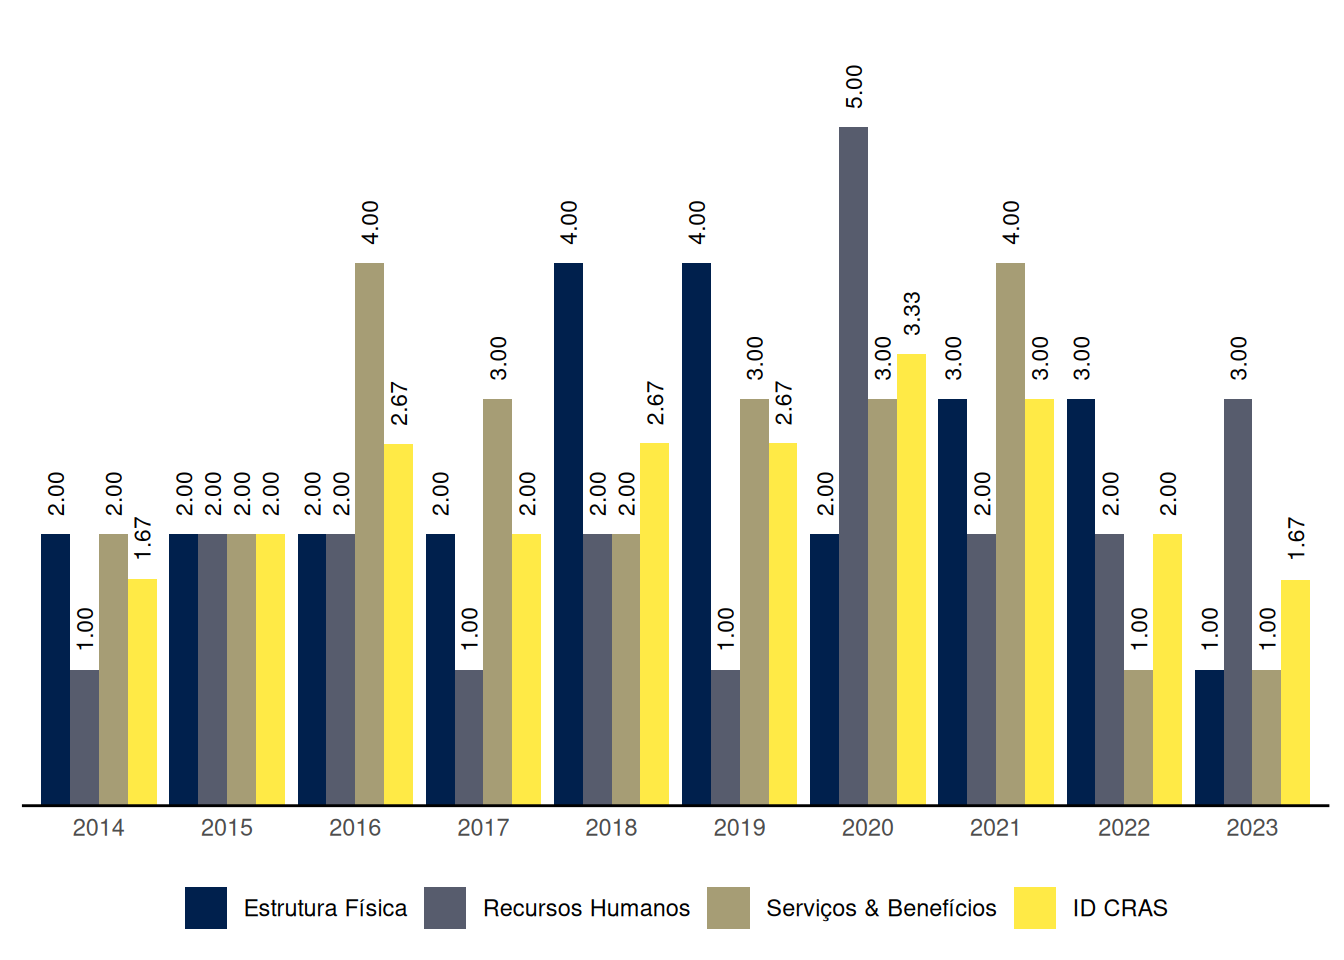 5.00
4.00 4.00 4.00 4.00
3.33
3.00 3.00 3.00 3.00 3.00 3.00
2.67 2.67 2.67 3.00
2.00 2.00 2.00 2.00 2.00 2.00 2.00 2.00 2.00 2.00 2.00 2.00 2.00 2.00 2.00 2.00 2.00
1.67 1.67
1.00 1.00 1.00 1.00 1.00 1.00
2014 2015 2016 2017 2018 2019 2020 2021 2022 2023
Estrutura Física Recursos Humanos Serviços & Benefícios ID CRAS